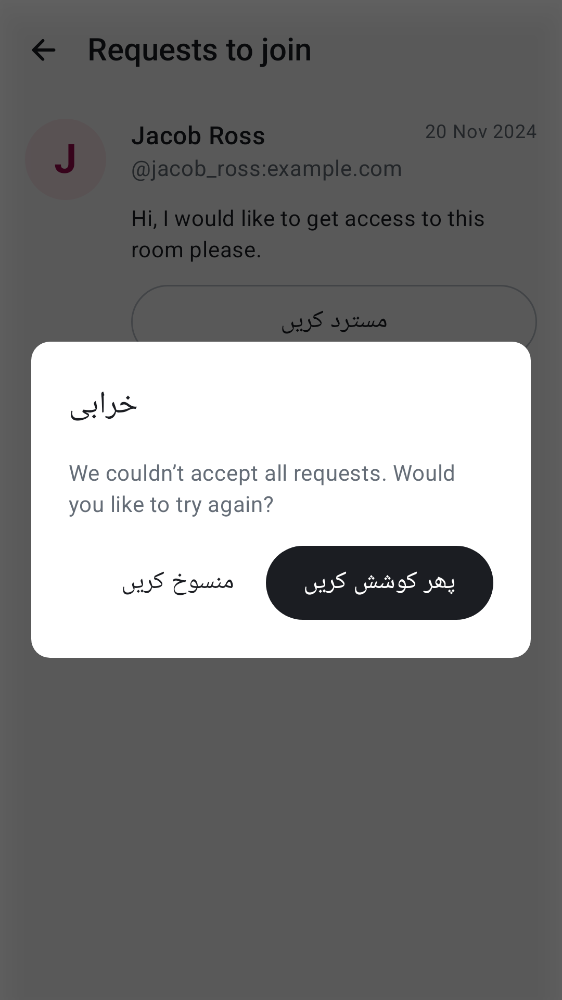 Requests to join
J
Jacob Ross
20 Nov 2024
@jacob_ross:example.com
Hi, I would like to get access to this
room please.
مسترد کریں
خرابی
We couldn’t accept all requests. Would
you like to try again?
منسوخ کریں
پھر کوشش کریں